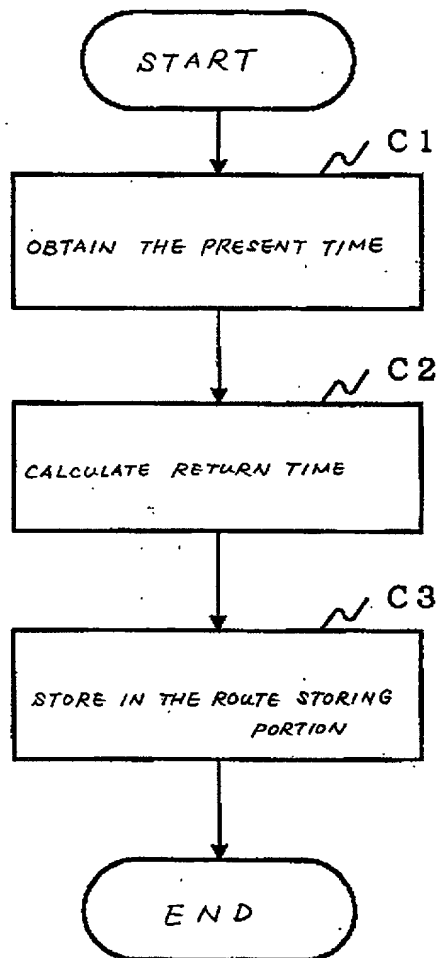 START
C1
OBTAIN THE PRESENT TIME
C2
CALCULATE RETURN TIME
C3
STORE IN THE ROUTE STORING
PORTION
END